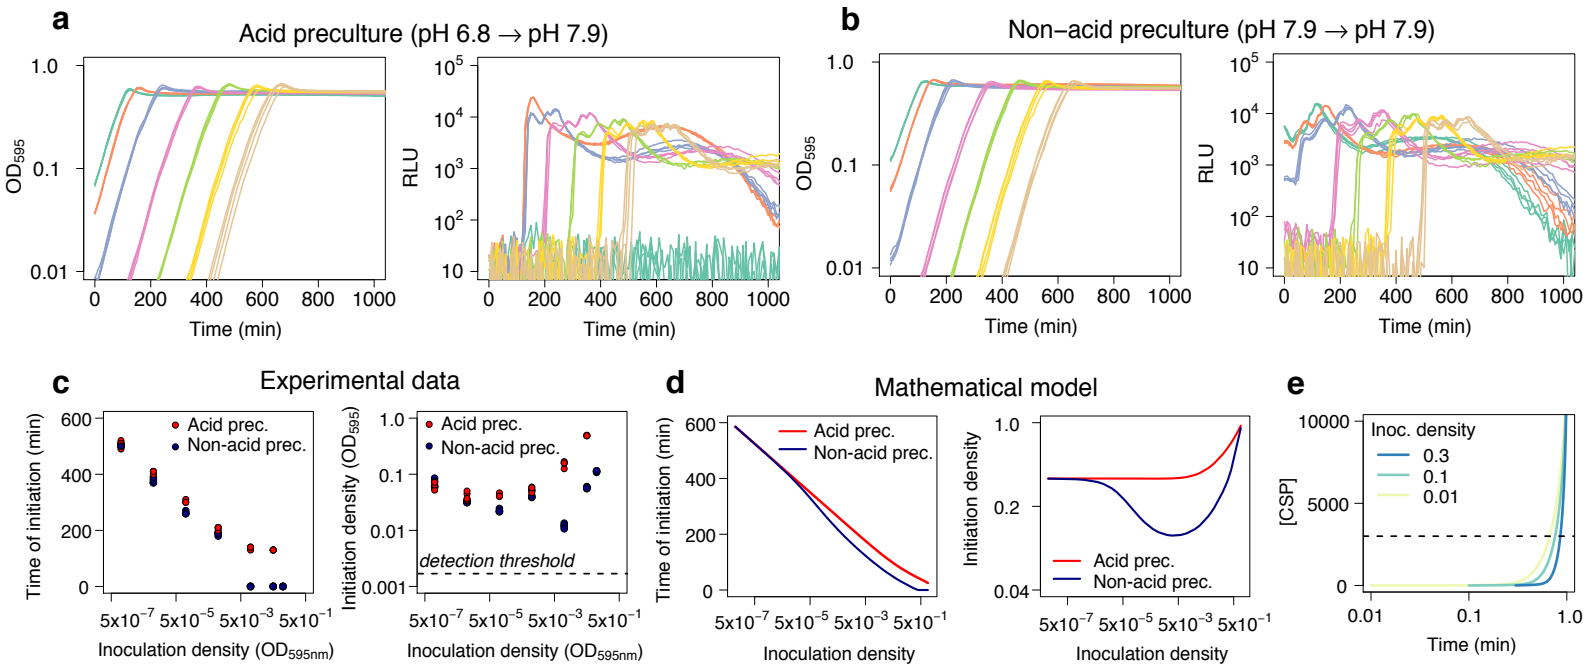 a
Acid preculture (pH 6.8 → pH 7.9)
1.0
0.1
0.01
OD595
0 200 400 600 800 1000
Time (min)
10^5
10^4
10^3
10^2
10
RLU
0 200 400 600 800 1000
Time (min)
b
Non−acid preculture (pH 7.9 → pH 7.9)
1.0
0.1
0.01
OD595
0 200 400 600 800 1000
Time (min)
10^5
10^4
10^3
10^2
10
RLU
0 200 400 600 800 1000
Time (min)
c
Experimental data
Time of initiation (min)
600
400
200
0
Acid prec.
Non-acid prec.
5x10−7 5x10−5 5x10−3 5x10−1
Inoculation density (OD595nm)
Initiation density (OD595)
1.0
0.1
0.01
0.001
Acid prec.
Non-acid prec.
detection threshold
5x10−7 5x10−5 5x10−3 5x10−1
Inoculation density (OD595nm)
d
Mathematical model
Time of initiation (min)
600
400
200
0
Acid prec.
Non-acid prec.
5x10−7 5x10−5 5x10−3 5x10−1
Inoculation density
Initiation density
1.0
0.2
0.04
Acid prec.
Non-acid prec.
5x10−7 5x10−5 5x10−3 5x10−1
Inoculation density
e
[CSP]
10000
5000
0
Inoc. density
0.3
0.1
0.01
0.01 0.1 1.0
Time (min)